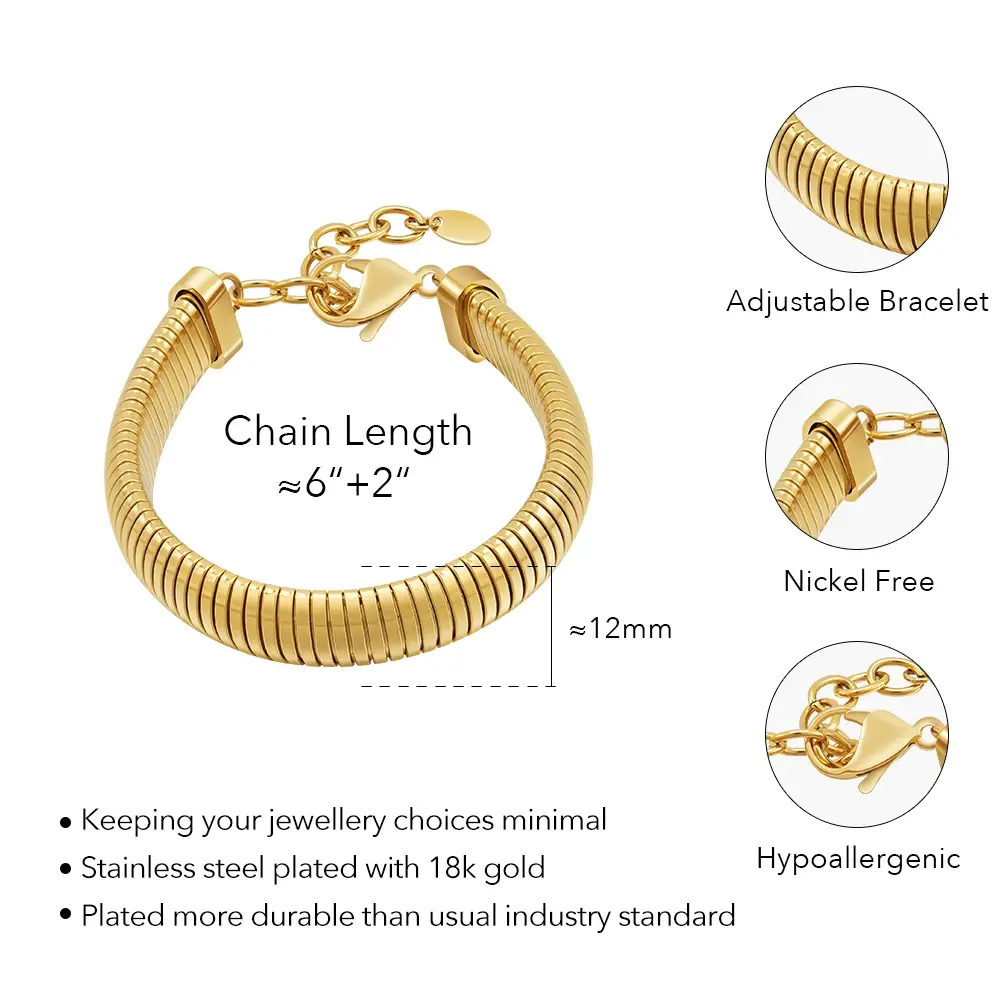 Adjustable Bracelet
Chain Length
≈6“+2“
Nickel Free
≈12mm
Hypoallergenic
• Keeping your jewellery choices minimal
• Stainless steel plated with 18k gold
• Plated more durable than usual industry standard